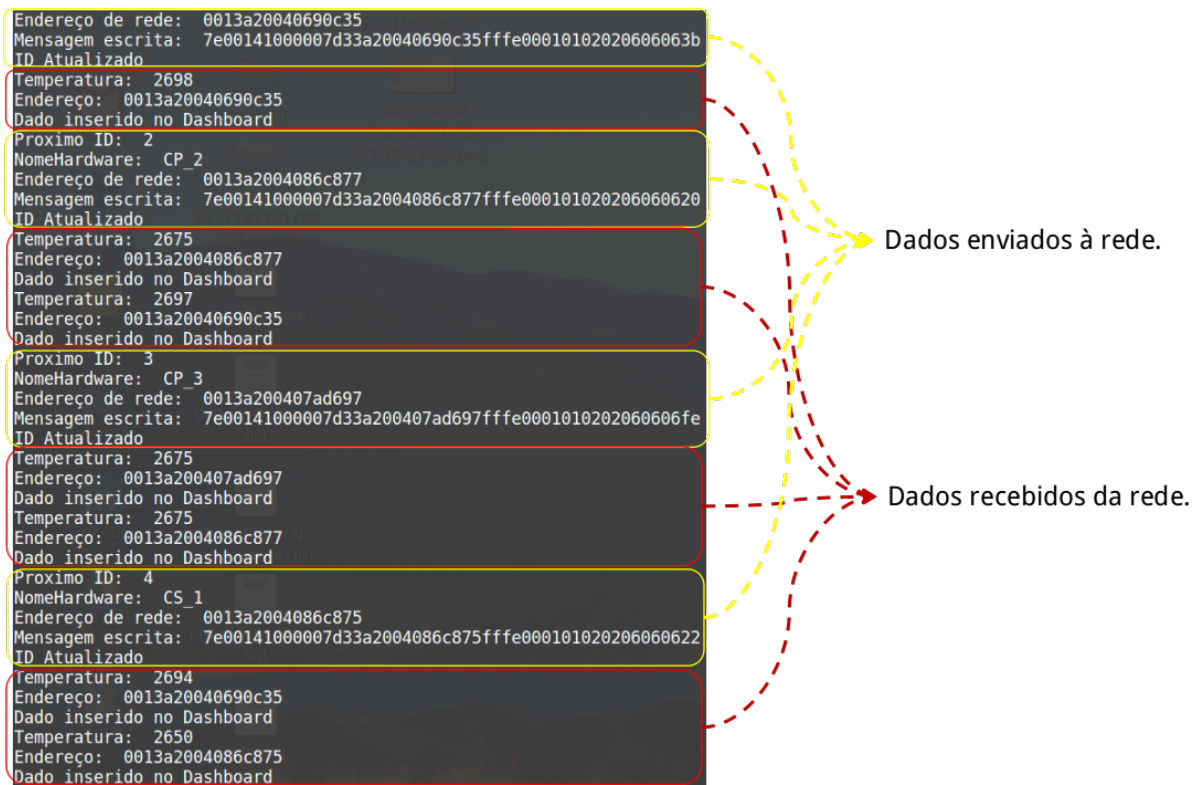 Endereço de rede:  0013a20040690c35
Mensagem escrita:  7e00141000007d33a20040690c35fffe00010102020606063b
ID Atualizado
Temperatura:  2698
Endereço:  0013a20040690c35
Dado inserido no Dashboard
Proximo ID:  2
NomeHardware:  CP_2
Endereço de rede:  0013a2004086c877
Mensagem escrita:  7e00141000007d33a2004086c877fffe000101020206060620
ID Atualizado
Temperatura:  2675
Endereço:  0013a2004086c877
Dado inserido no Dashboard
Temperatura:  2697
Endereço:  0013a20040690c35
Dado inserido no Dashboard
Proximo ID:  3
NomeHardware:  CP_3
Endereço de rede:  0013a200407ad697
Mensagem escrita:  7e00141000007d33a200407ad697fffe0001010202060606fe
ID Atualizado
Temperatura:  2675
Endereço:  0013a200407ad697
Dado inserido no Dashboard
Temperatura:  2675
Endereço:  0013a2004086c877
Dado inserido no Dashboard
Proximo ID:  4
NomeHardware:  CS_1
Endereço de rede:  0013a2004086c875
Mensagem escrita:  7e00141000007d33a2004086c875fffe000101020206060622
ID Atualizado
Temperatura:  2694
Endereço:  0013a20040690c35
Dado inserido no Dashboard
Temperatura:  2650
Endereço:  0013a2004086c875
Dado inserido no Dashboard
Dados enviados à rede.
Dados recebidos da rede.